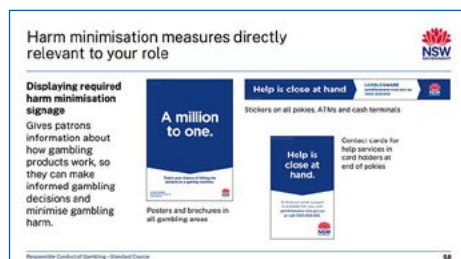 Harm minimisation measures directly
relevant to your role
NSW
GOVERNMENT
Displaying required
harm minimisation
signage
Gives patrons
information about
how gambling
products work, so
they can make
informed gambling
decisions and
minimise gambling
harm.
A million
to one.
Posters and brochures in
all gambling areas
Help is close at hand
GAMBLEAWARE
Stickers on all pokies, ATMs and cash terminals
Help is
close at
hand.
Contact cards for
help services in
card holders at
end of pokies
Responsible Conduct of Gambling – Standard Course